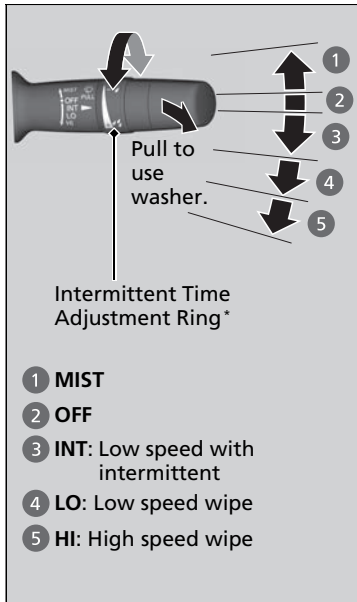 MIST
OFF
INT
LO
HI
PULL
1
2
3
4
5
Pull to
use
washer.
Intermittent Time
Adjustment Ring*
1 MIST
2 OFF
3 INT: Low speed with
intermittent
4 LO: Low speed wipe
5 HI: High speed wipe